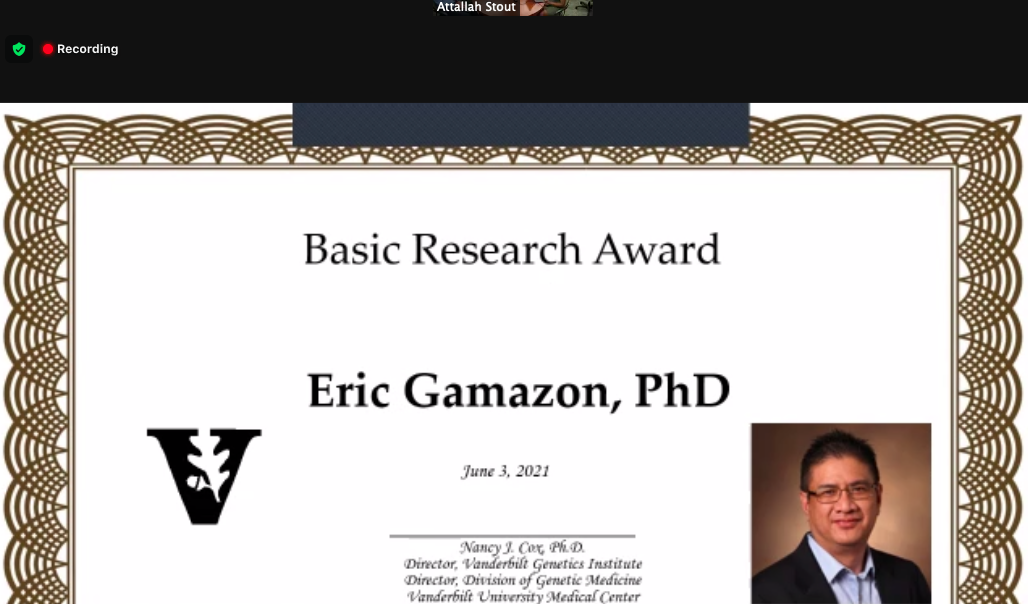 Attallah Stout
Recording
Basic Research Award
Eric Gamazon, PhD
V
June 3, 2021
Nancy J. Cox, Ph.D.
Director, Vanderbilt Genetics Institute
Director, Division of Genetic Medicine
Vanderbilt University Medical Center